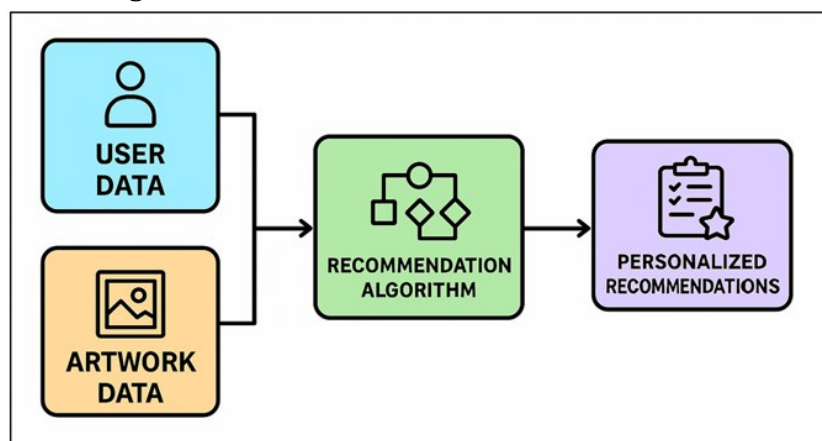 USER
DATA
ARTWORK
DATA
RECOMMENDATION
ALGORITHM
PERSONALIZED
RECOMMENDATIONS